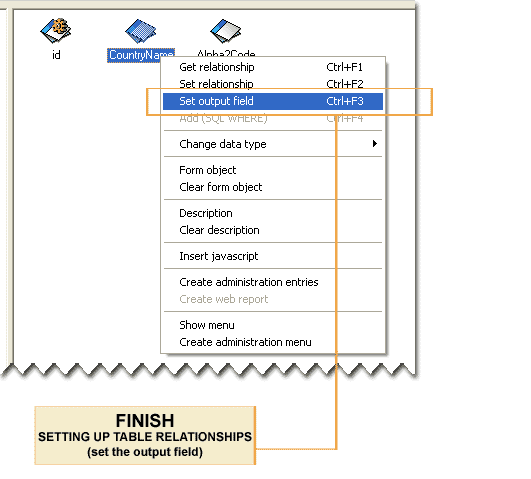 id CountryName Alpha2Code
Get relationship Ctrl+F1
Set relationship Ctrl+F2
Set output field Ctrl+F3
Add (SQL WHERE) Ctrl+F4
Change data type
Form object
Clear form object
Description
Clear description
Insert javascript
Create administration entries
Create web report
Show menu
Create administration menu
FINISH
SETTING UP TABLE RELATIONSHIPS
(set the output field)